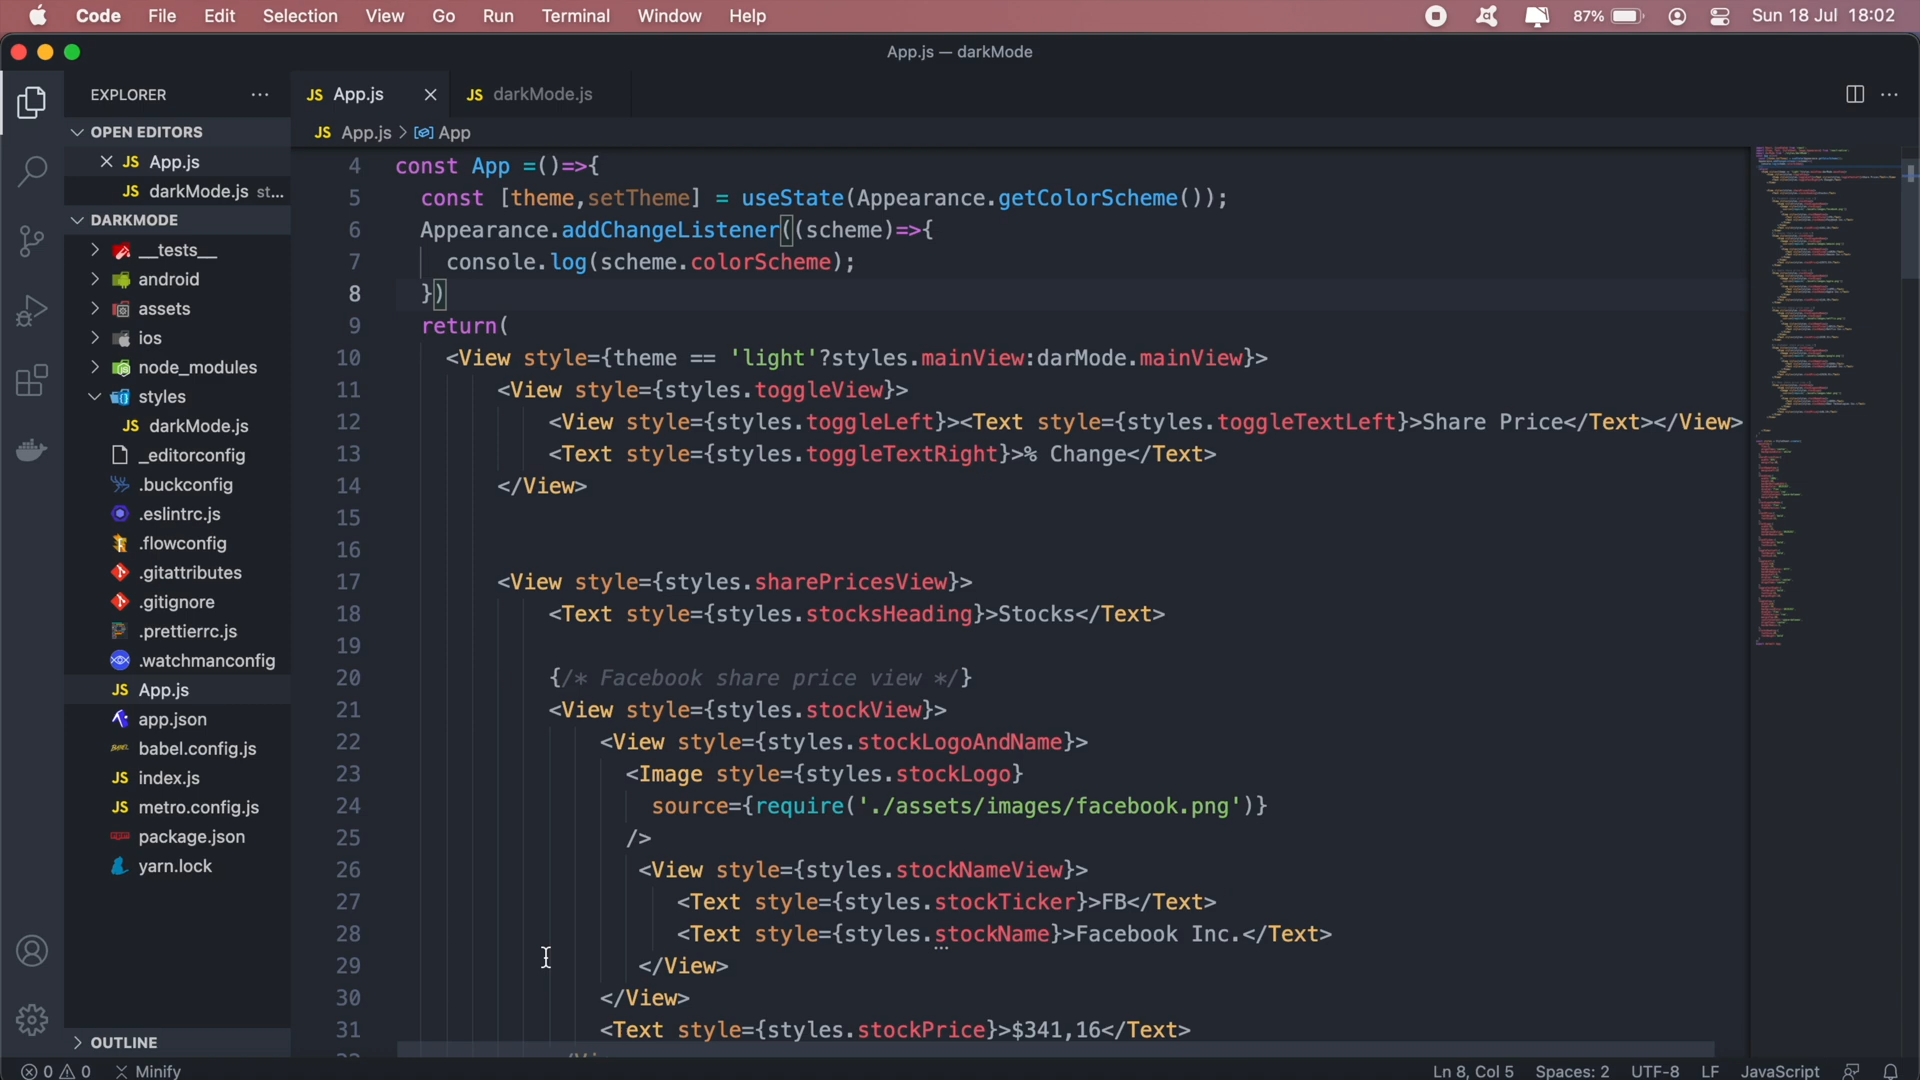 Code File Edit Selection View Go Run Terminal Window Help 87% Sun 18 Jul 18:02
App.js — darkMode
EXPLORER
JS App.js
JS darkMode.js
OPEN EDITORS
JS App.js > App
JS App.js
JS darkMode.js st...
DARKMODE
__tests__
android
assets
ios
node_modules
styles
JS darkMode.js
_editorconfig
.buckconfig
.eslintrc.js
.flowconfig
.gitattributes
.gitignore
.prettierrc.js
.watchmanconfig
JS App.js
app.json
babel.config.js
JS index.js
JS metro.config.js
package.json
yarn.lock
OUTLINE
4 const App =()=>{
5 const [theme,setTheme] = useState(Appearance.getColorScheme());
6 Appearance.addChangeListener((scheme)=>{
7 console.log(scheme.colorScheme);
8 })
9 return(
10 <View style={theme == 'light'?styles.mainView:darMode.mainView}>
11 <View style={styles.toggleView}>
12 <View style={styles.toggleLeft}><Text style={styles.toggleTextLeft}>Share Price</Text></View>
13 <Text style={styles.toggleTextRight}>% Change</Text>
14 </View>
15
16
17 <View style={styles.sharePricesView}>
18 <Text style={styles.stocksHeading}>Stocks</Text>
19
20 {/* Facebook share price view */}
21 <View style={styles.stockView}>
22 <View style={styles.stockLogoAndName}>
23 <Image style={styles.stockLogo}
24 source={require('./assets/images/facebook.png')}
25 />
26 <View style={styles.stockNameView}>
27 <Text style={styles.stockTicker}>FB</Text>
28 <Text style={styles.stockName}>Facebook Inc.</Text>
29 </View>
30 </View>
31 <Text style={styles.stockPrice}>$341,16</Text>
0 0 Minify
Ln 8, Col 5 Spaces: 2 UTF-8 LF JavaScript